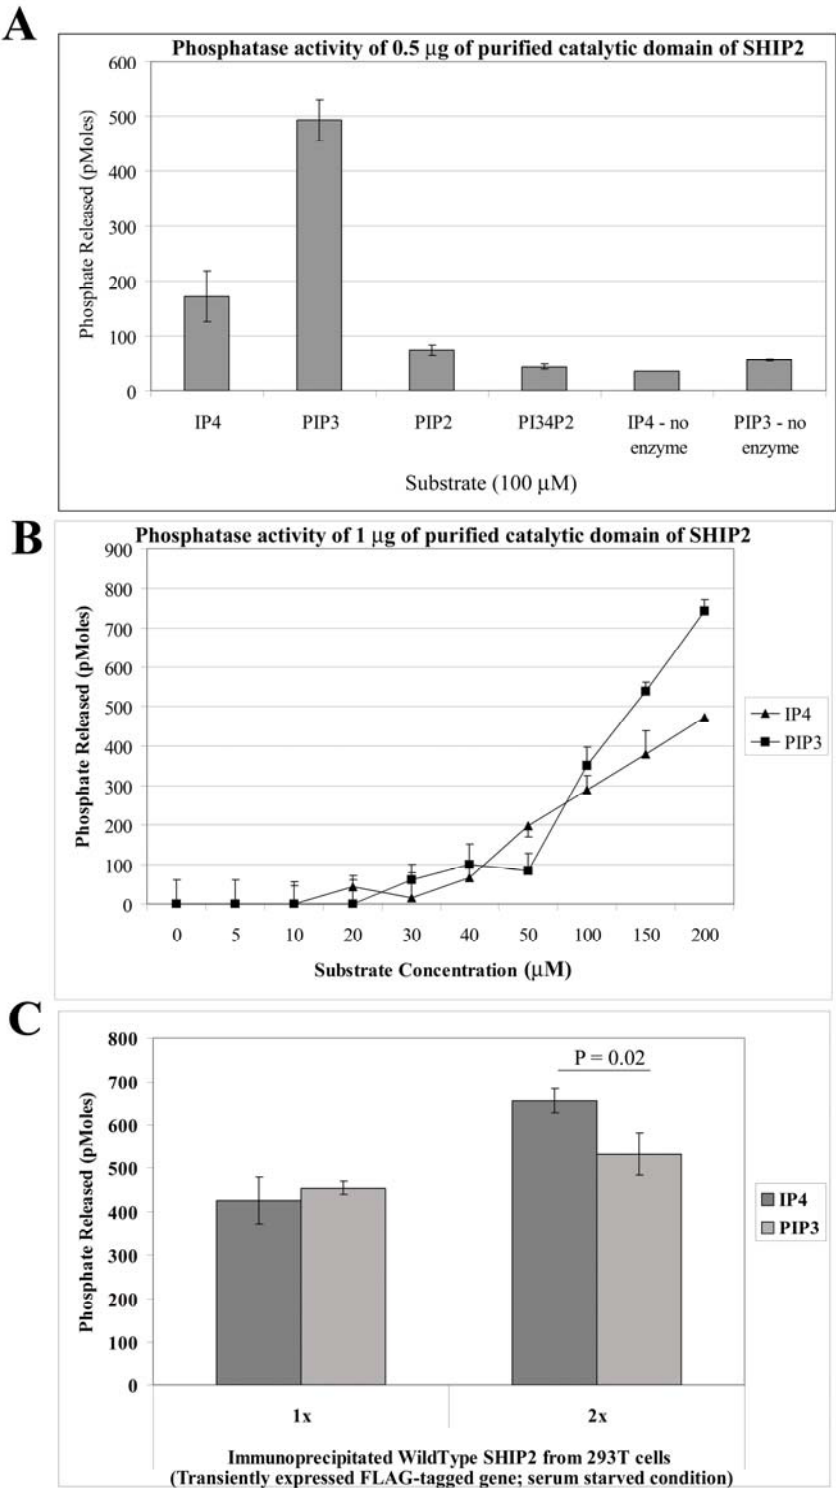 A
Phosphatase activity of 0.5 μg of purified catalytic domain of SHIP2
Phosphate Released (pMoles)
600
500
400
300
200
100
0
IP4 PIP3 PIP2 PI34P2 IP4 - no enzyme PIP3 - no enzyme
Substrate (100 μM)
B
Phosphatase activity of 1 μg of purified catalytic domain of SHIP2
Phosphate Released (pMoles)
900
800
700
600
500
400
300
200
100
0
0 5 10 20 30 40 50 100 150 200
Substrate Concentration (μM)
IP4
PIP3
C
Phosphate Released (pMoles)
800
700
600
500
400
300
200
100
0
P = 0.02
1x 2x
Immunoprecipitated WildType SHIP2 from 293T cells
(Transiently expressed FLAG-tagged gene; serum starved condition)
IP4
PIP3